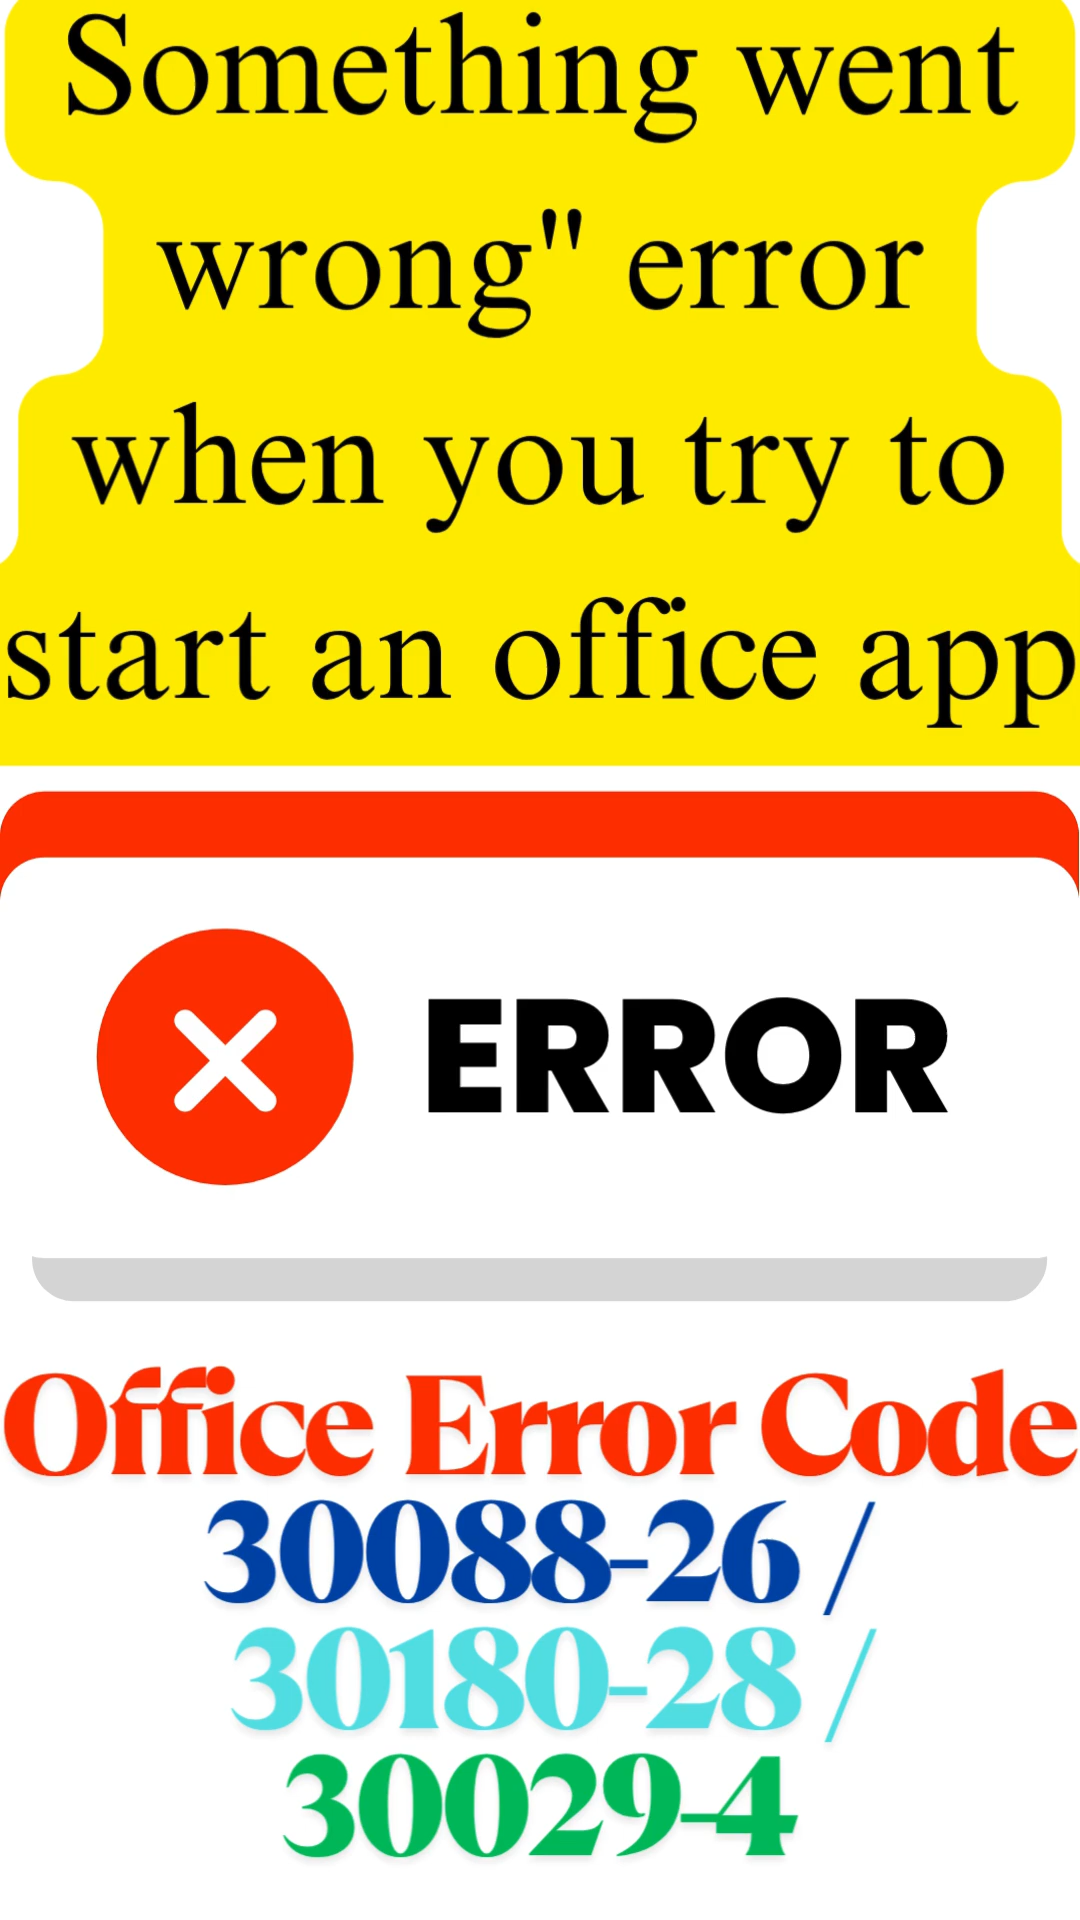 Something went
wrong" error
when you try to
start an office app
ERROR
Office Error Code
30088-26 /
30180-28 /
30029-4